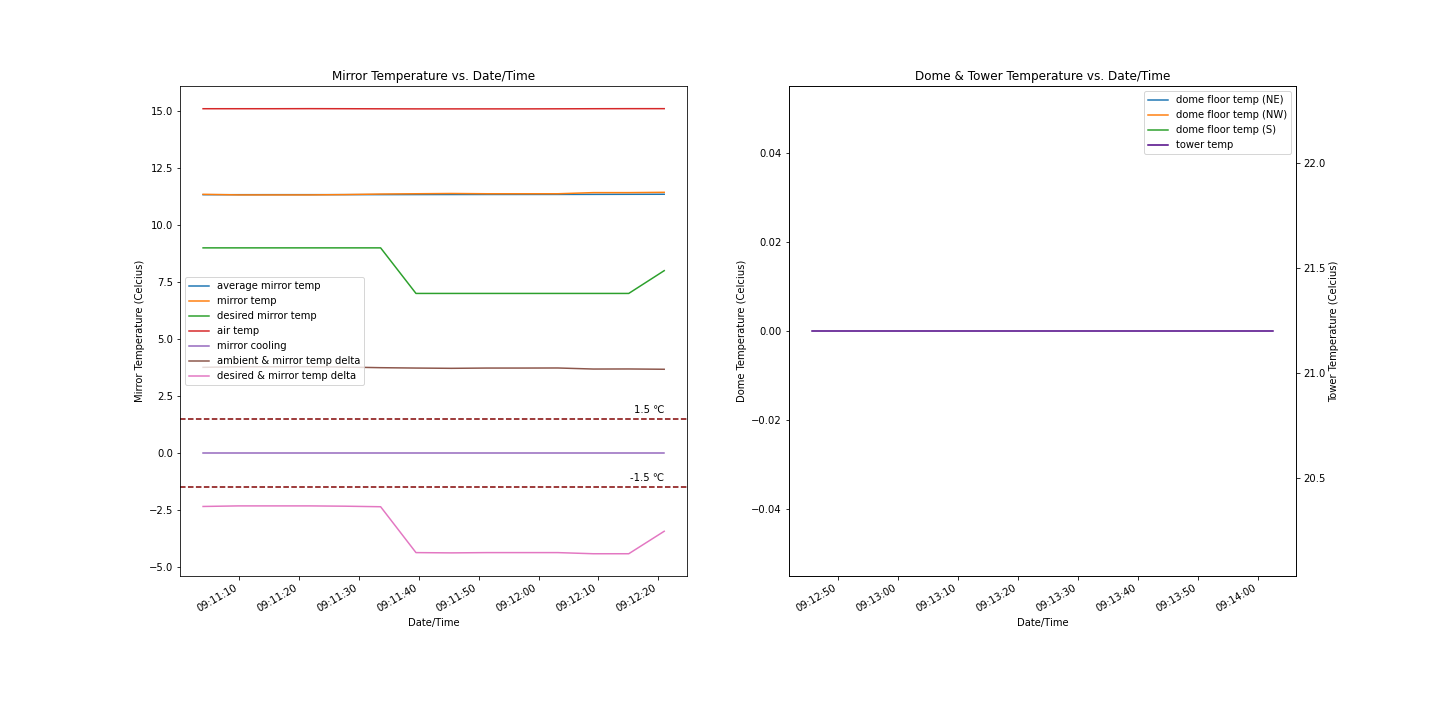 Mirror Temperature vs. Date/Time
Mirror Temperature (Celcius)
15.0
12.5
10.0
7.5
5.0
2.5
0.0
−2.5
−5.0
average mirror temp
mirror temp
desired mirror temp
air temp
mirror cooling
ambient & mirror temp delta
desired & mirror temp delta
1.5 ℃
-1.5 ℃
09:11:10
09:11:20
09:11:30
09:11:40
09:11:50
09:12:00
09:12:10
09:12:20
Date/Time
Dome & Tower Temperature vs. Date/Time
Dome Temperature (Celcius)
0.04
0.02
0.00
−0.02
−0.04
dome floor temp (NE)
dome floor temp (NW)
dome floor temp (S)
tower temp
22.0
21.5
21.0
20.5
Tower Temperature (Celcius)
09:12:50
09:13:00
09:13:10
09:13:20
09:13:30
09:13:40
09:13:50
09:14:00
Date/Time